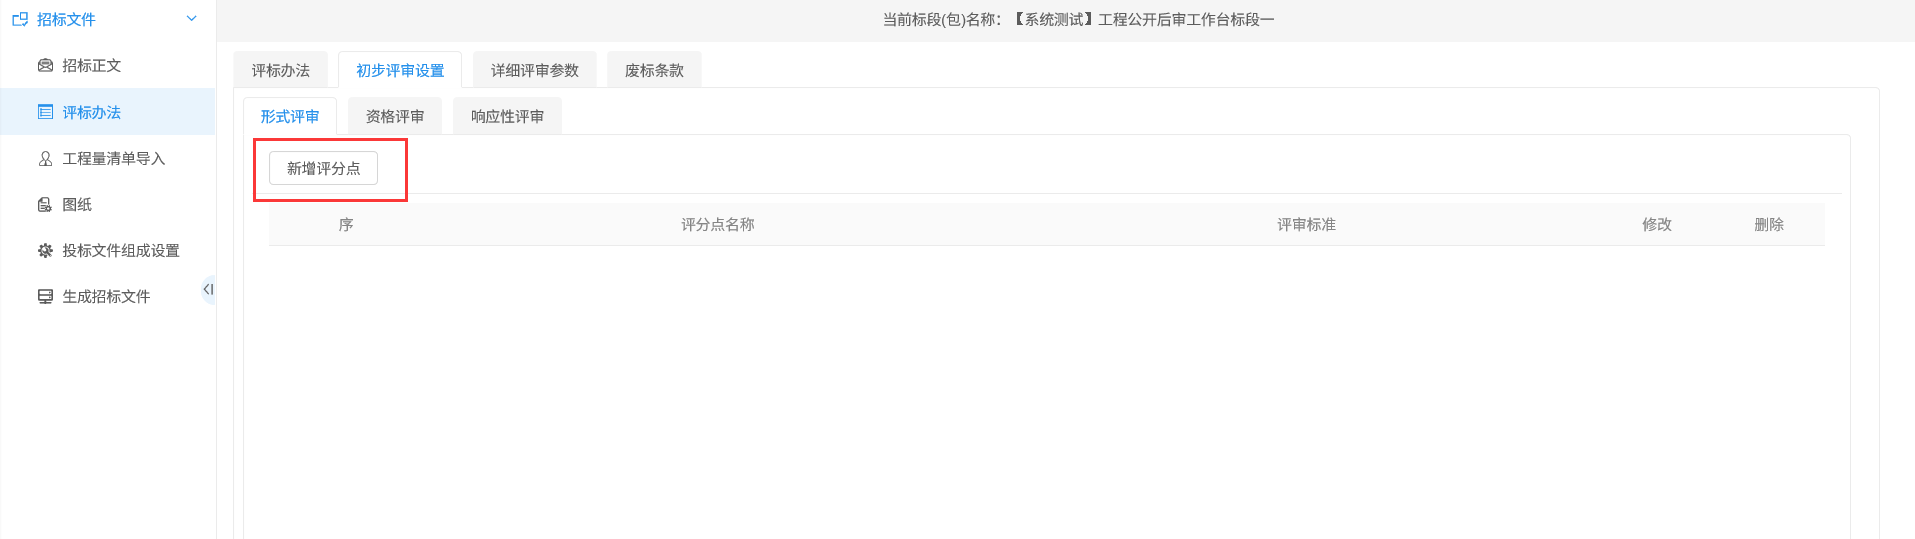 招标文件
当前标段(包)名称：【系统测试】工程公开后审工作台标段一
招标正文
评标办法
工程量清单导入
图纸
投标文件组成设置
生成招标文件
评标办法 初步评审设置 详细评审参数 废标条款
形式评审 资格评审 响应性评审
新增评分点
序 评分点名称 评审标准 修改 删除